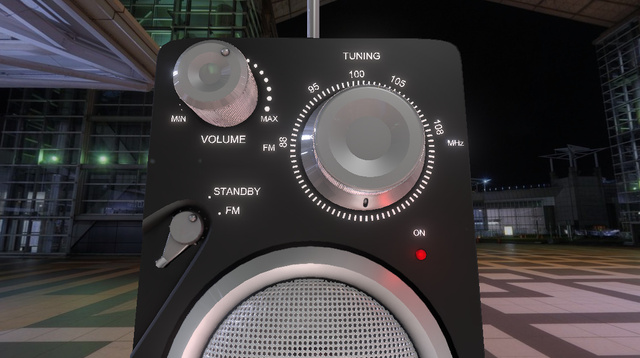 TUNING
95 100 105
88 108
FM MHz
MIN MAX
VOLUME
STANDBY
FM
ON